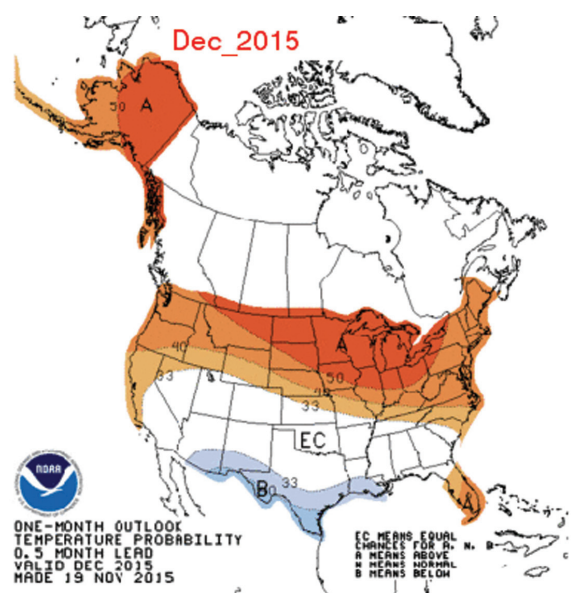 Dec_2015
50
A
A
40
33
50
40
33
EC
33
B
A
NOAA
ONE-MONTH OUTLOOK
TEMPERATURE PROBABILITY
0.5 MONTH LEAD
VALID DEC 2015
MADE 19 NOV 2015
EC MEANS EQUAL
CHANCES FOR A, N, B
A MEANS ABOVE
N MEANS NORMAL
B MEANS BELOW